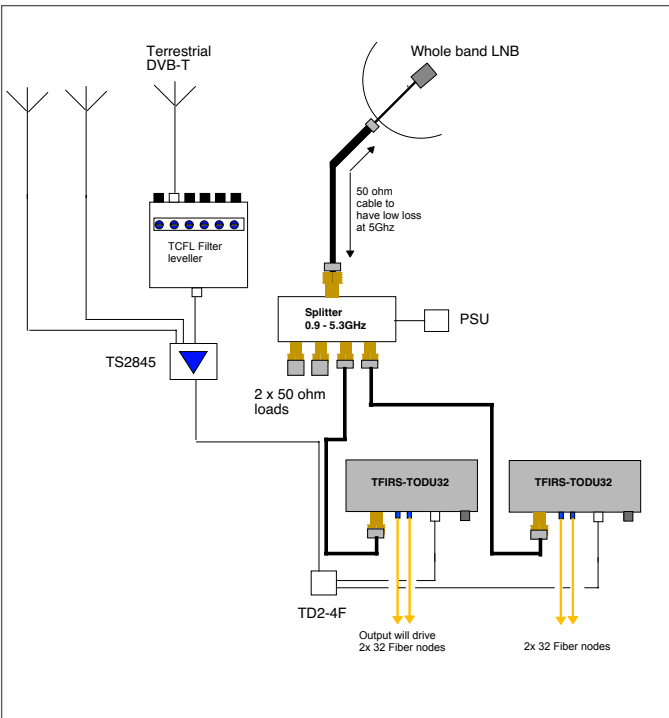 Terrestrial
DVB-T
Whole band LNB
50 ohm
cable to
have low loss
at 5Ghz
TCFL Filter
leveller
Splitter
0.9 - 5.3GHz
PSU
TS2845
2 x 50 ohm
loads
TFIRS-TODU32
TFIRS-TODU32
TD2-4F
Output will drive
2x 32 Fiber nodes
2x 32 Fiber nodes